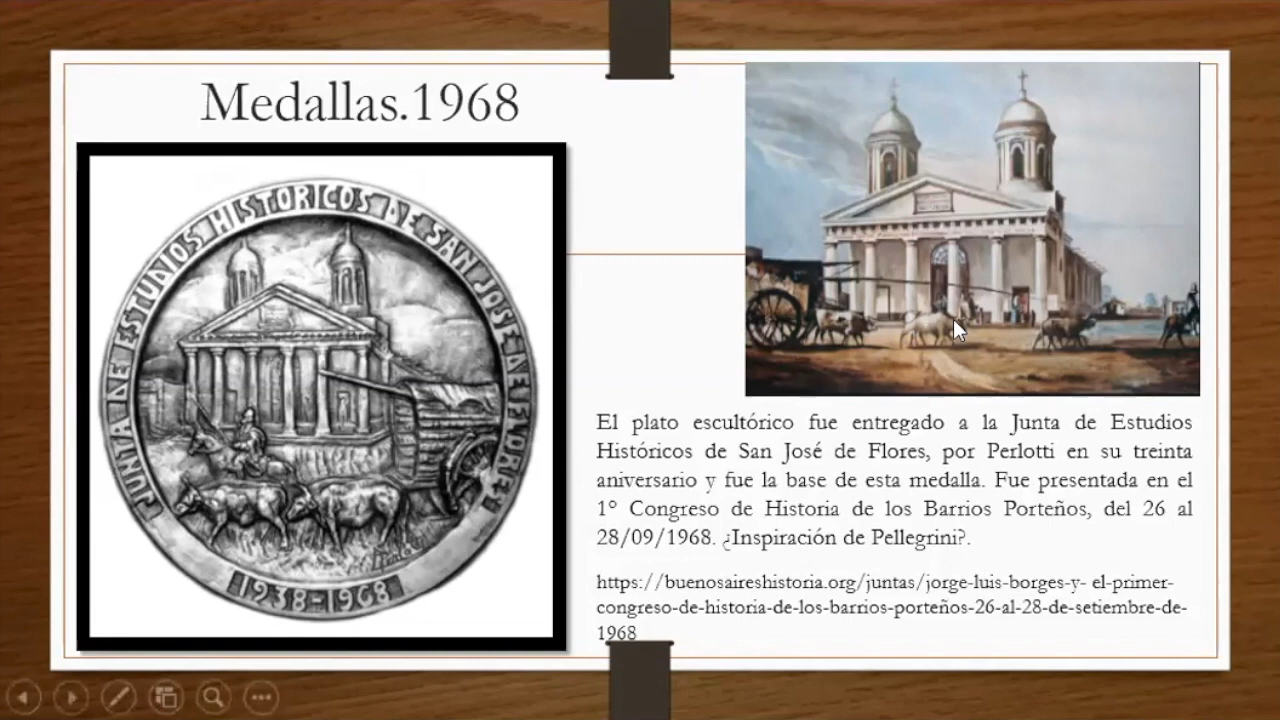 Medallas.1968
JUNTA DE ESTUDIOS HISTORICOS DE SAN JOSE DE FLORES
1938-1968
El plato escultórico fue entregado a la Junta de Estudios
Históricos de San José de Flores, por Perlotti en su treinta
aniversario y fue la base de esta medalla. Fue presentada en el
1° Congreso de Historia de los Barrios Porteños, del 26 al
28/09/1968. ¿Inspiración de Pellegrini?.
https://buenosaireshistoria.org/juntas/jorge-luis-borges-y- el-primer-
congreso-de-historia-de-los-barrios-porteños-26-al-28-de-setiembre-de-
1968